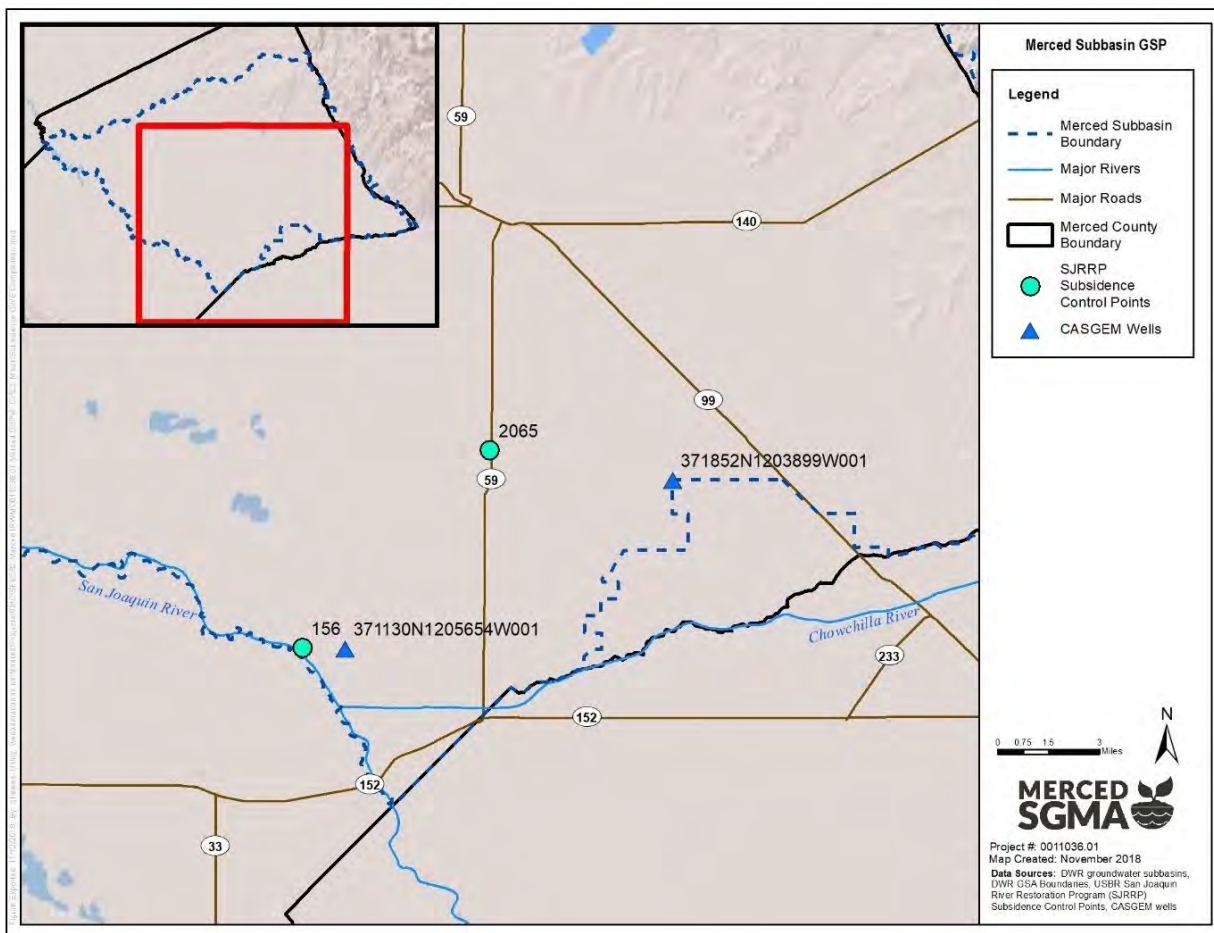 Merced Subbasin GSP
Legend
Merced Subbasin
Boundary
Major Rivers
Major Roads
Merced County
Boundary
SJRRP
Subsidence
Control Points
CASGEM Wells
59
140
99
2065
59
371852N1203899W001
San Joaquin River
156
371130N1205654W001
Chowchilla River
233
152
152
33
N
0 0.75 1.5 3
Miles
MERCED
SGMA
Project #: 0011036.01
Map Created: November 2018
Data Sources: DWR groundwater subbasins,
DWR GSA Boundaries, USBR San Joaquin
River Restoration Program (SJRRP)
Subsidence Control Points, CASGEM wells